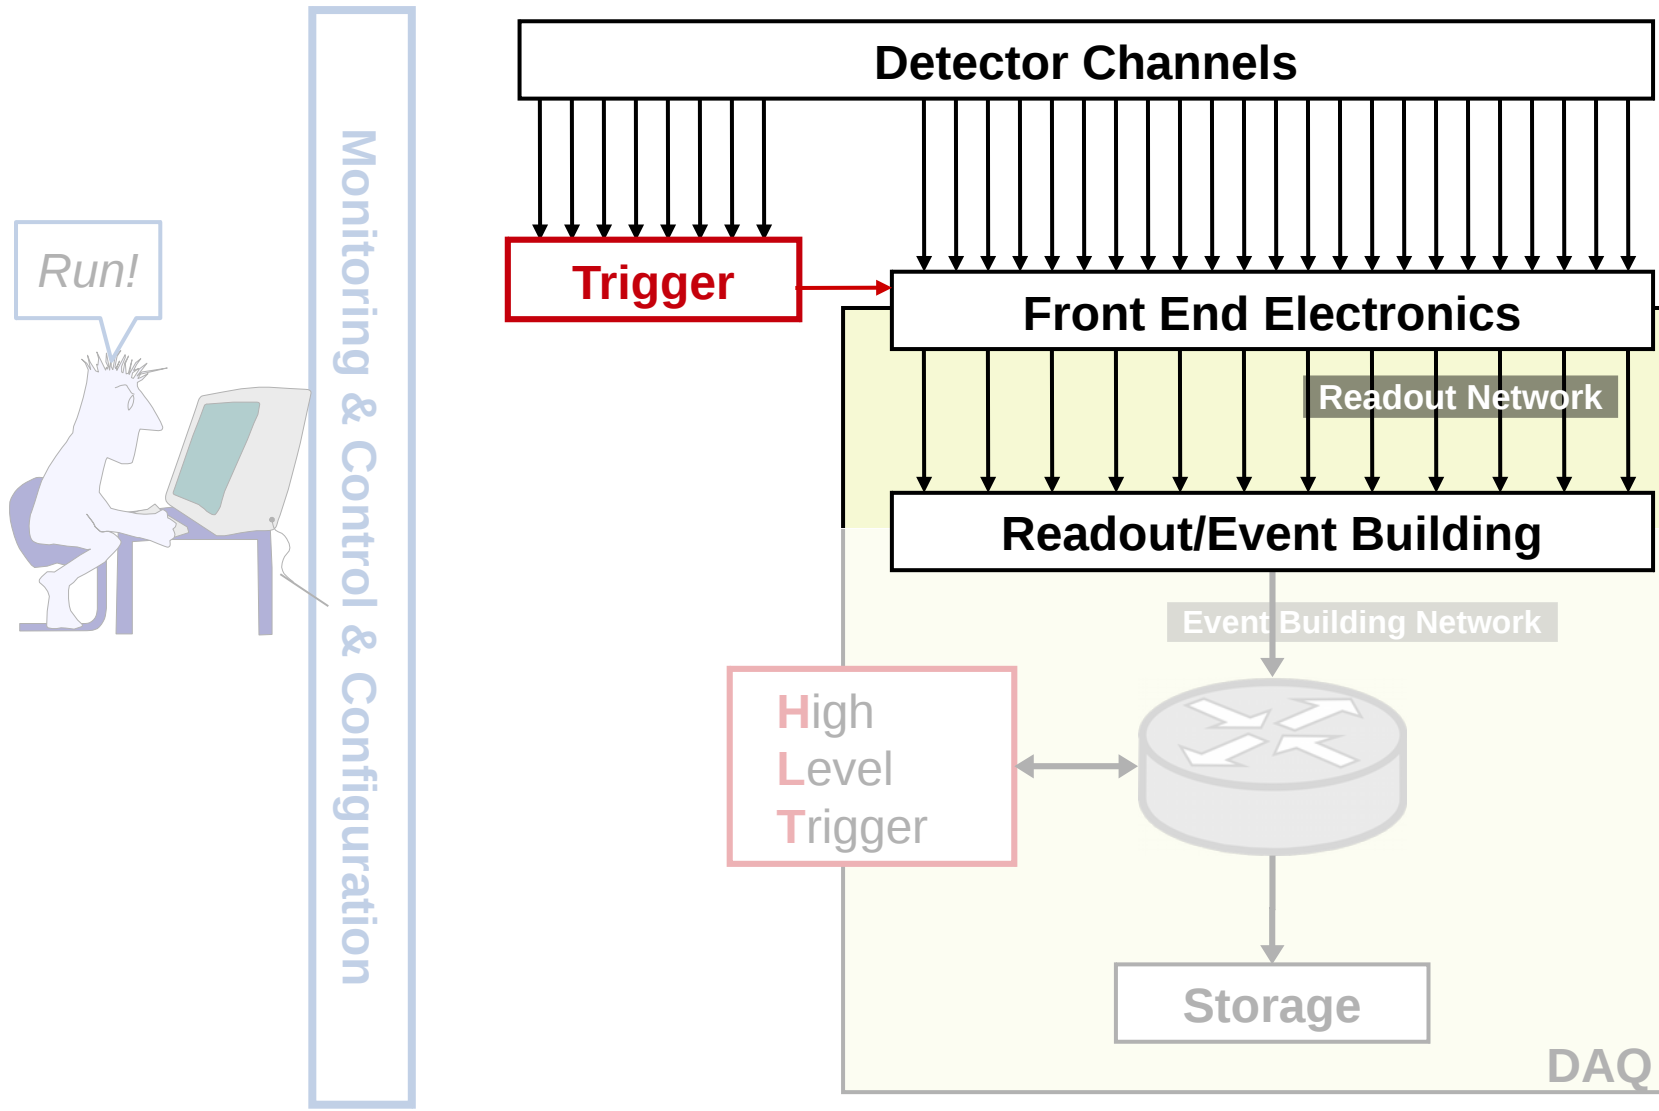 Detector Channels
Monitoring & Control & Configuration
Run!
Trigger
Front End Electronics
Readout Network
Readout/Event Building
Event Building Network
High
Level
Trigger
Storage
DAQ